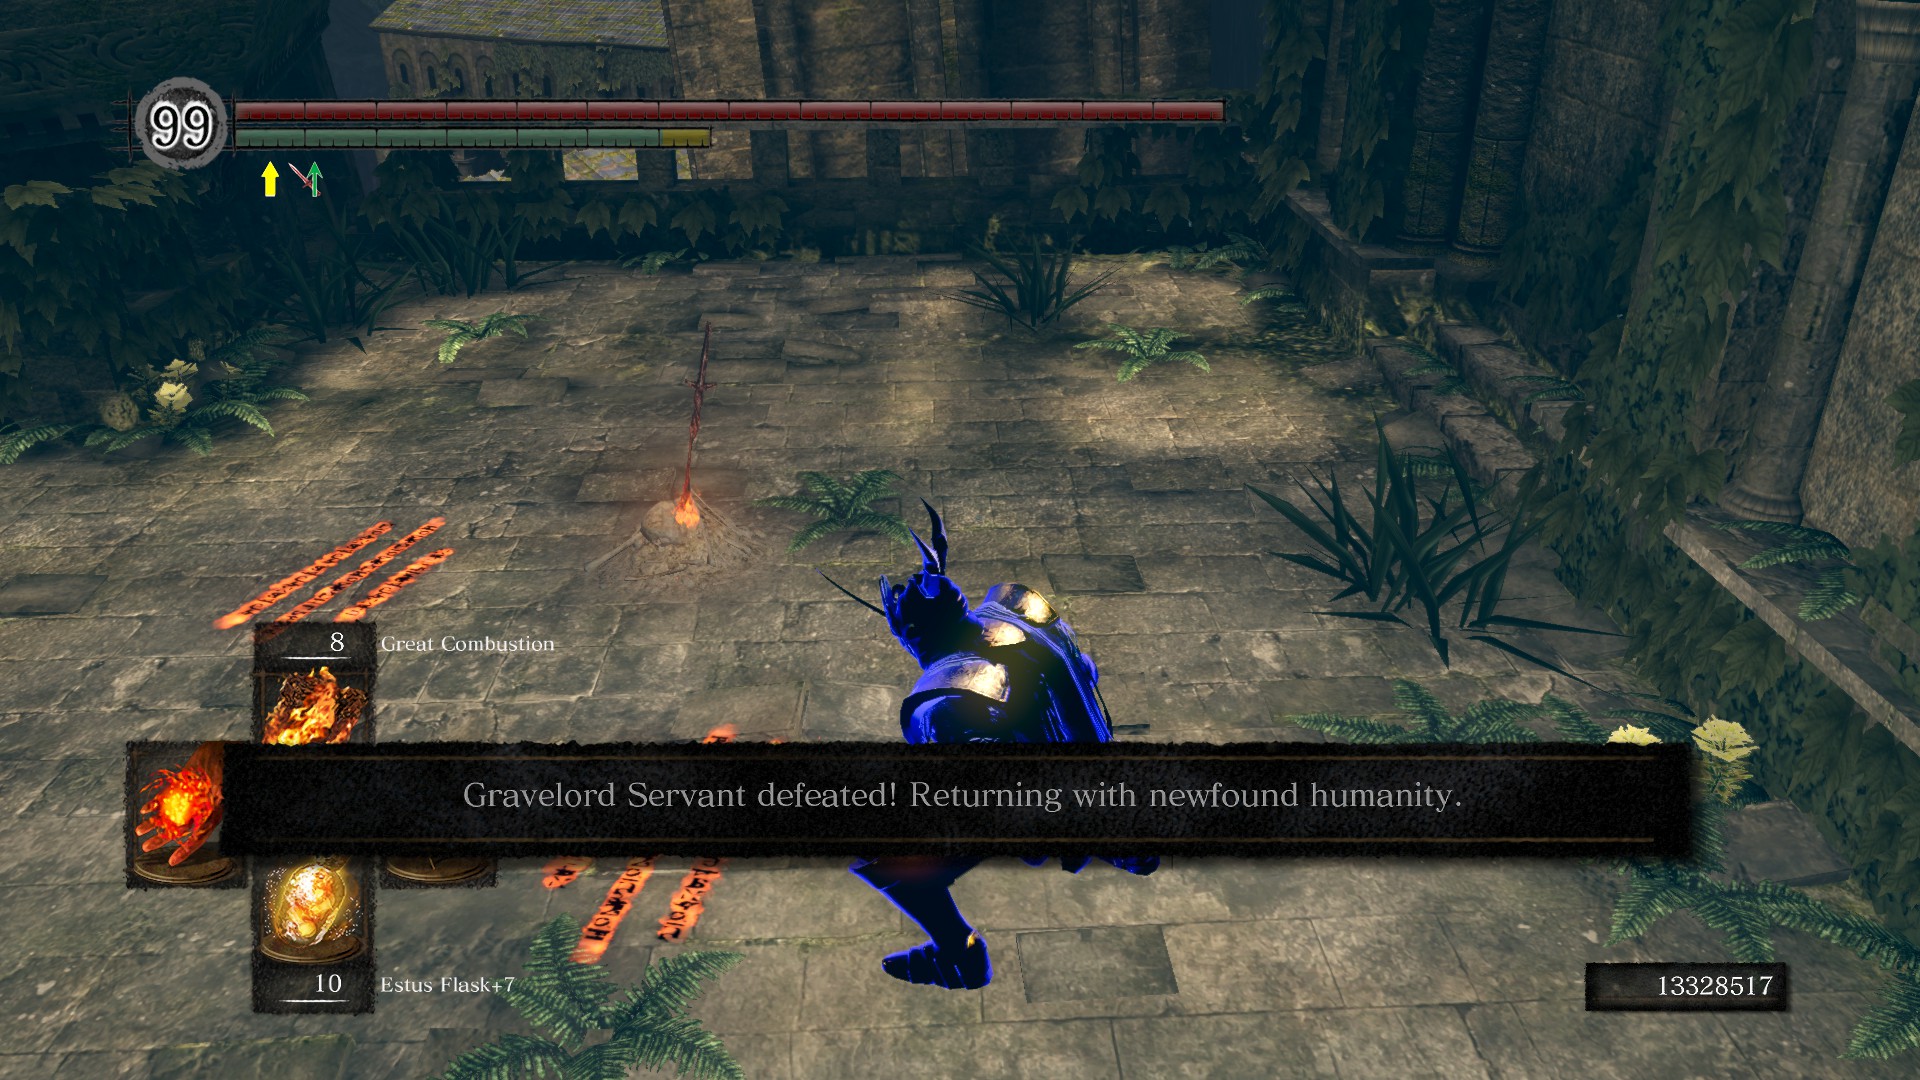 99
8
Great Combustion
Gravelord Servant defeated! Returning with newfound humanity.
10
Estus Flask+7
13328517